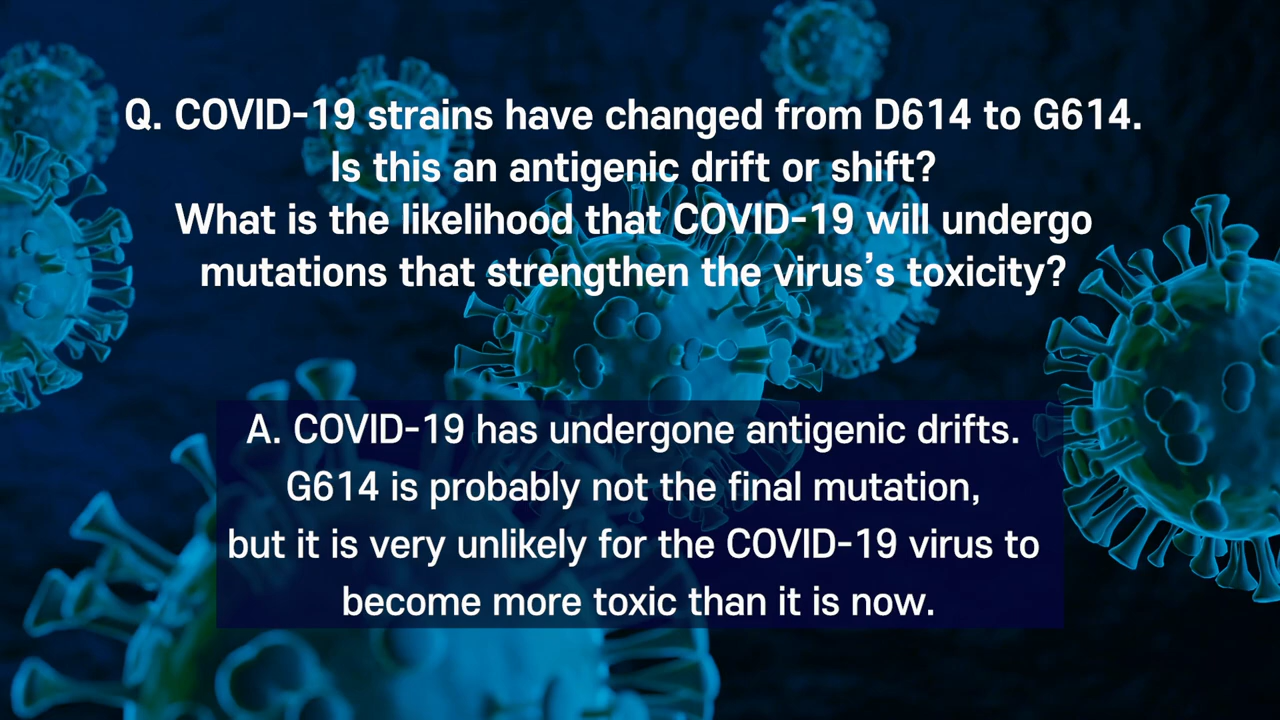 Q. COVID-19 strains have changed from D614 to G614.
Is this an antigenic drift or shift?
What is the likelihood that COVID-19 will undergo
mutations that strengthen the virus’s toxicity?
A. COVID-19 has undergone antigenic drifts.
G614 is probably not the final mutation,
but it is very unlikely for the COVID-19 virus to
become more toxic than it is now.